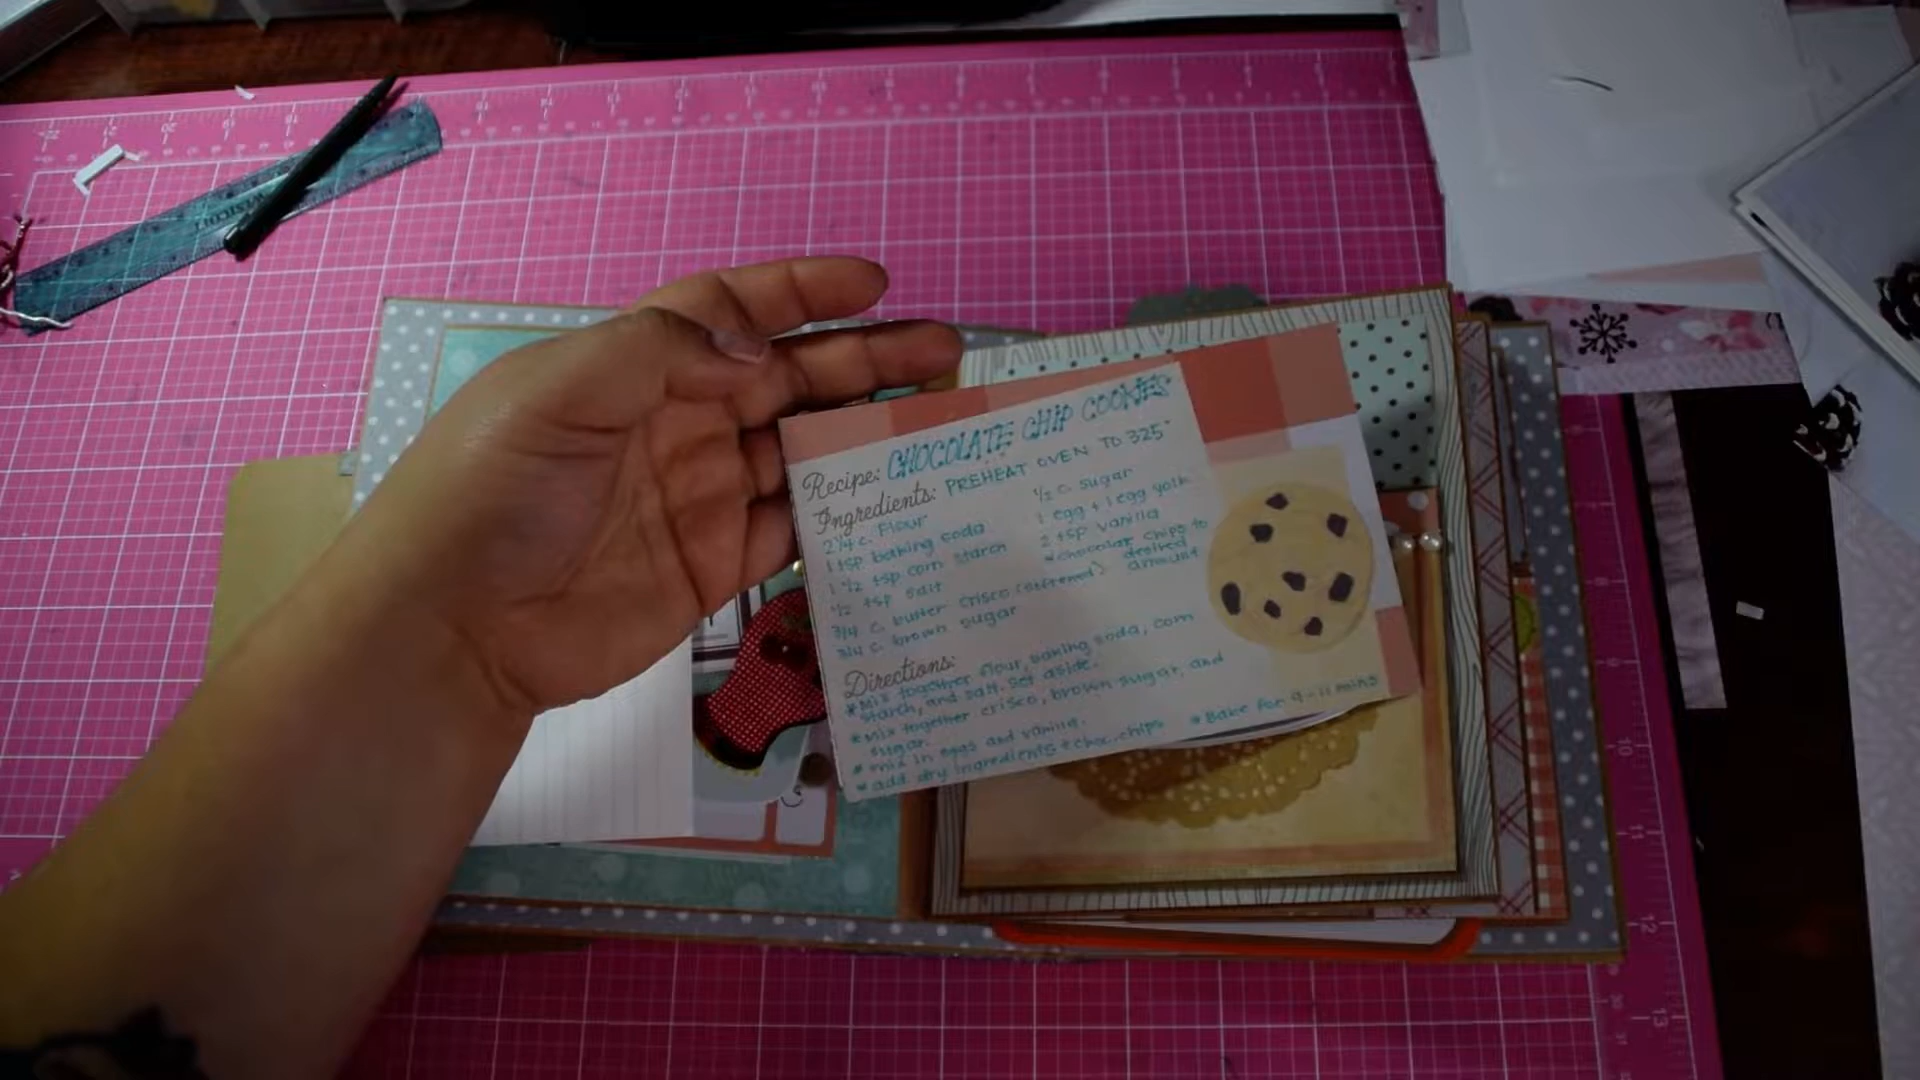 Recipe: CHOCOLATE CHIP COOKIES
Ingredients: PREHEAT OVEN TO 325°
2 1/4 c. Flour
1 tsp baking soda
1 1/2 tsp corn starch
1/2 tsp salt
3/4 c. butter crisco (softened)
3/4 c. brown sugar
1/2 c. sugar
1 egg + 1 egg yolk
2 tsp vanilla
*chocolate chips to
desired
amount
Directions:
*Mix together flour, baking soda, corn
starch, and salt. Set aside.
*Mix together crisco, brown sugar, and
sugar.
*mix in eggs and vanilla.
*add dry ingredients + choc. chips
*Bake for 9-11 mins
WESTCOTT